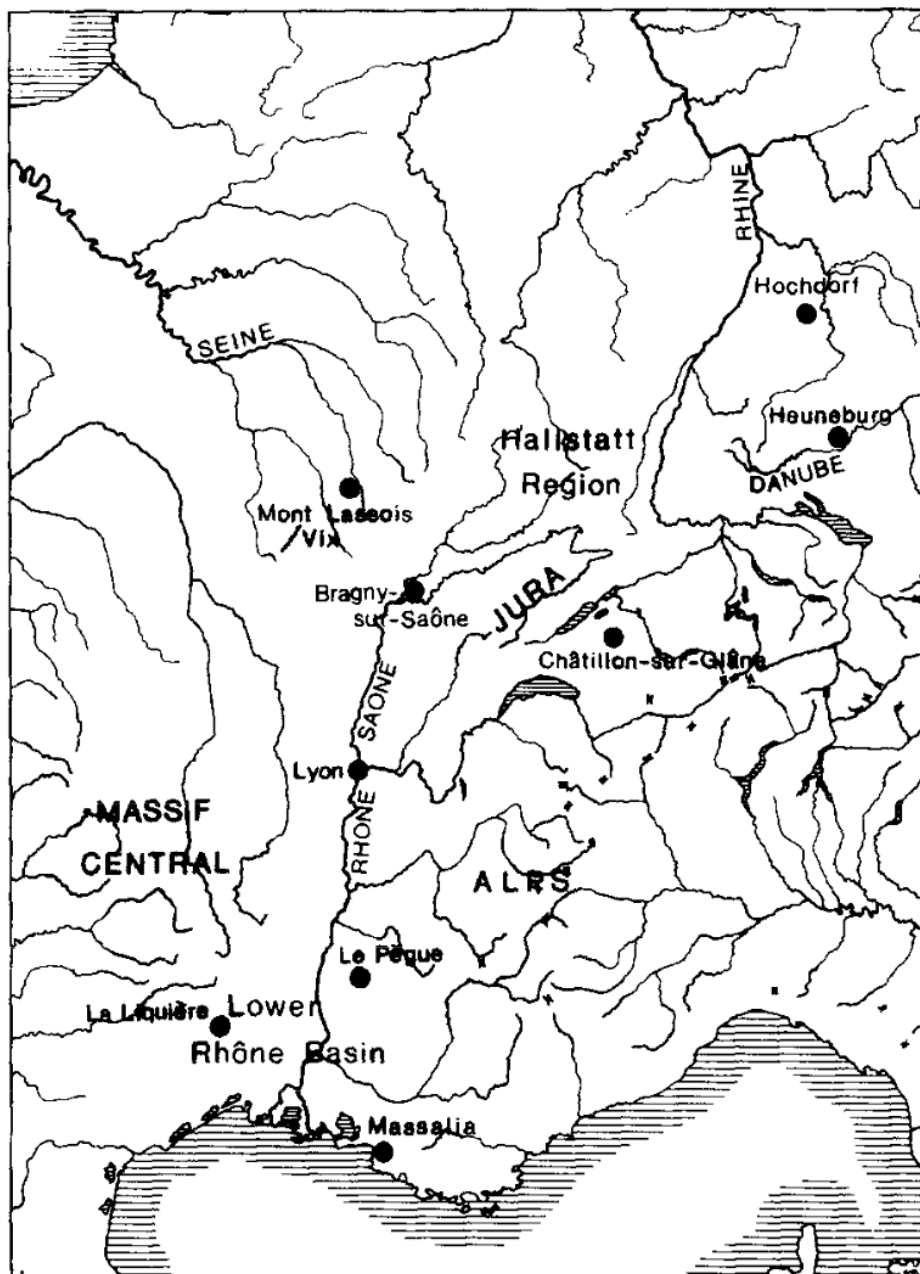 RHINE
Hochdorf
SEINE
Heuneburg
Hallstatt
Region
DANUBE
Mont Lassois
Vix
Bragny-
sur-Saône
JURA
Châtillon-sur-Glâne
SAONE
Lyon
RHONE
MASSIF
CENTRAL
ALPS
Le Pègue
La Liquière
Lower
Rhône Basin
Massalia